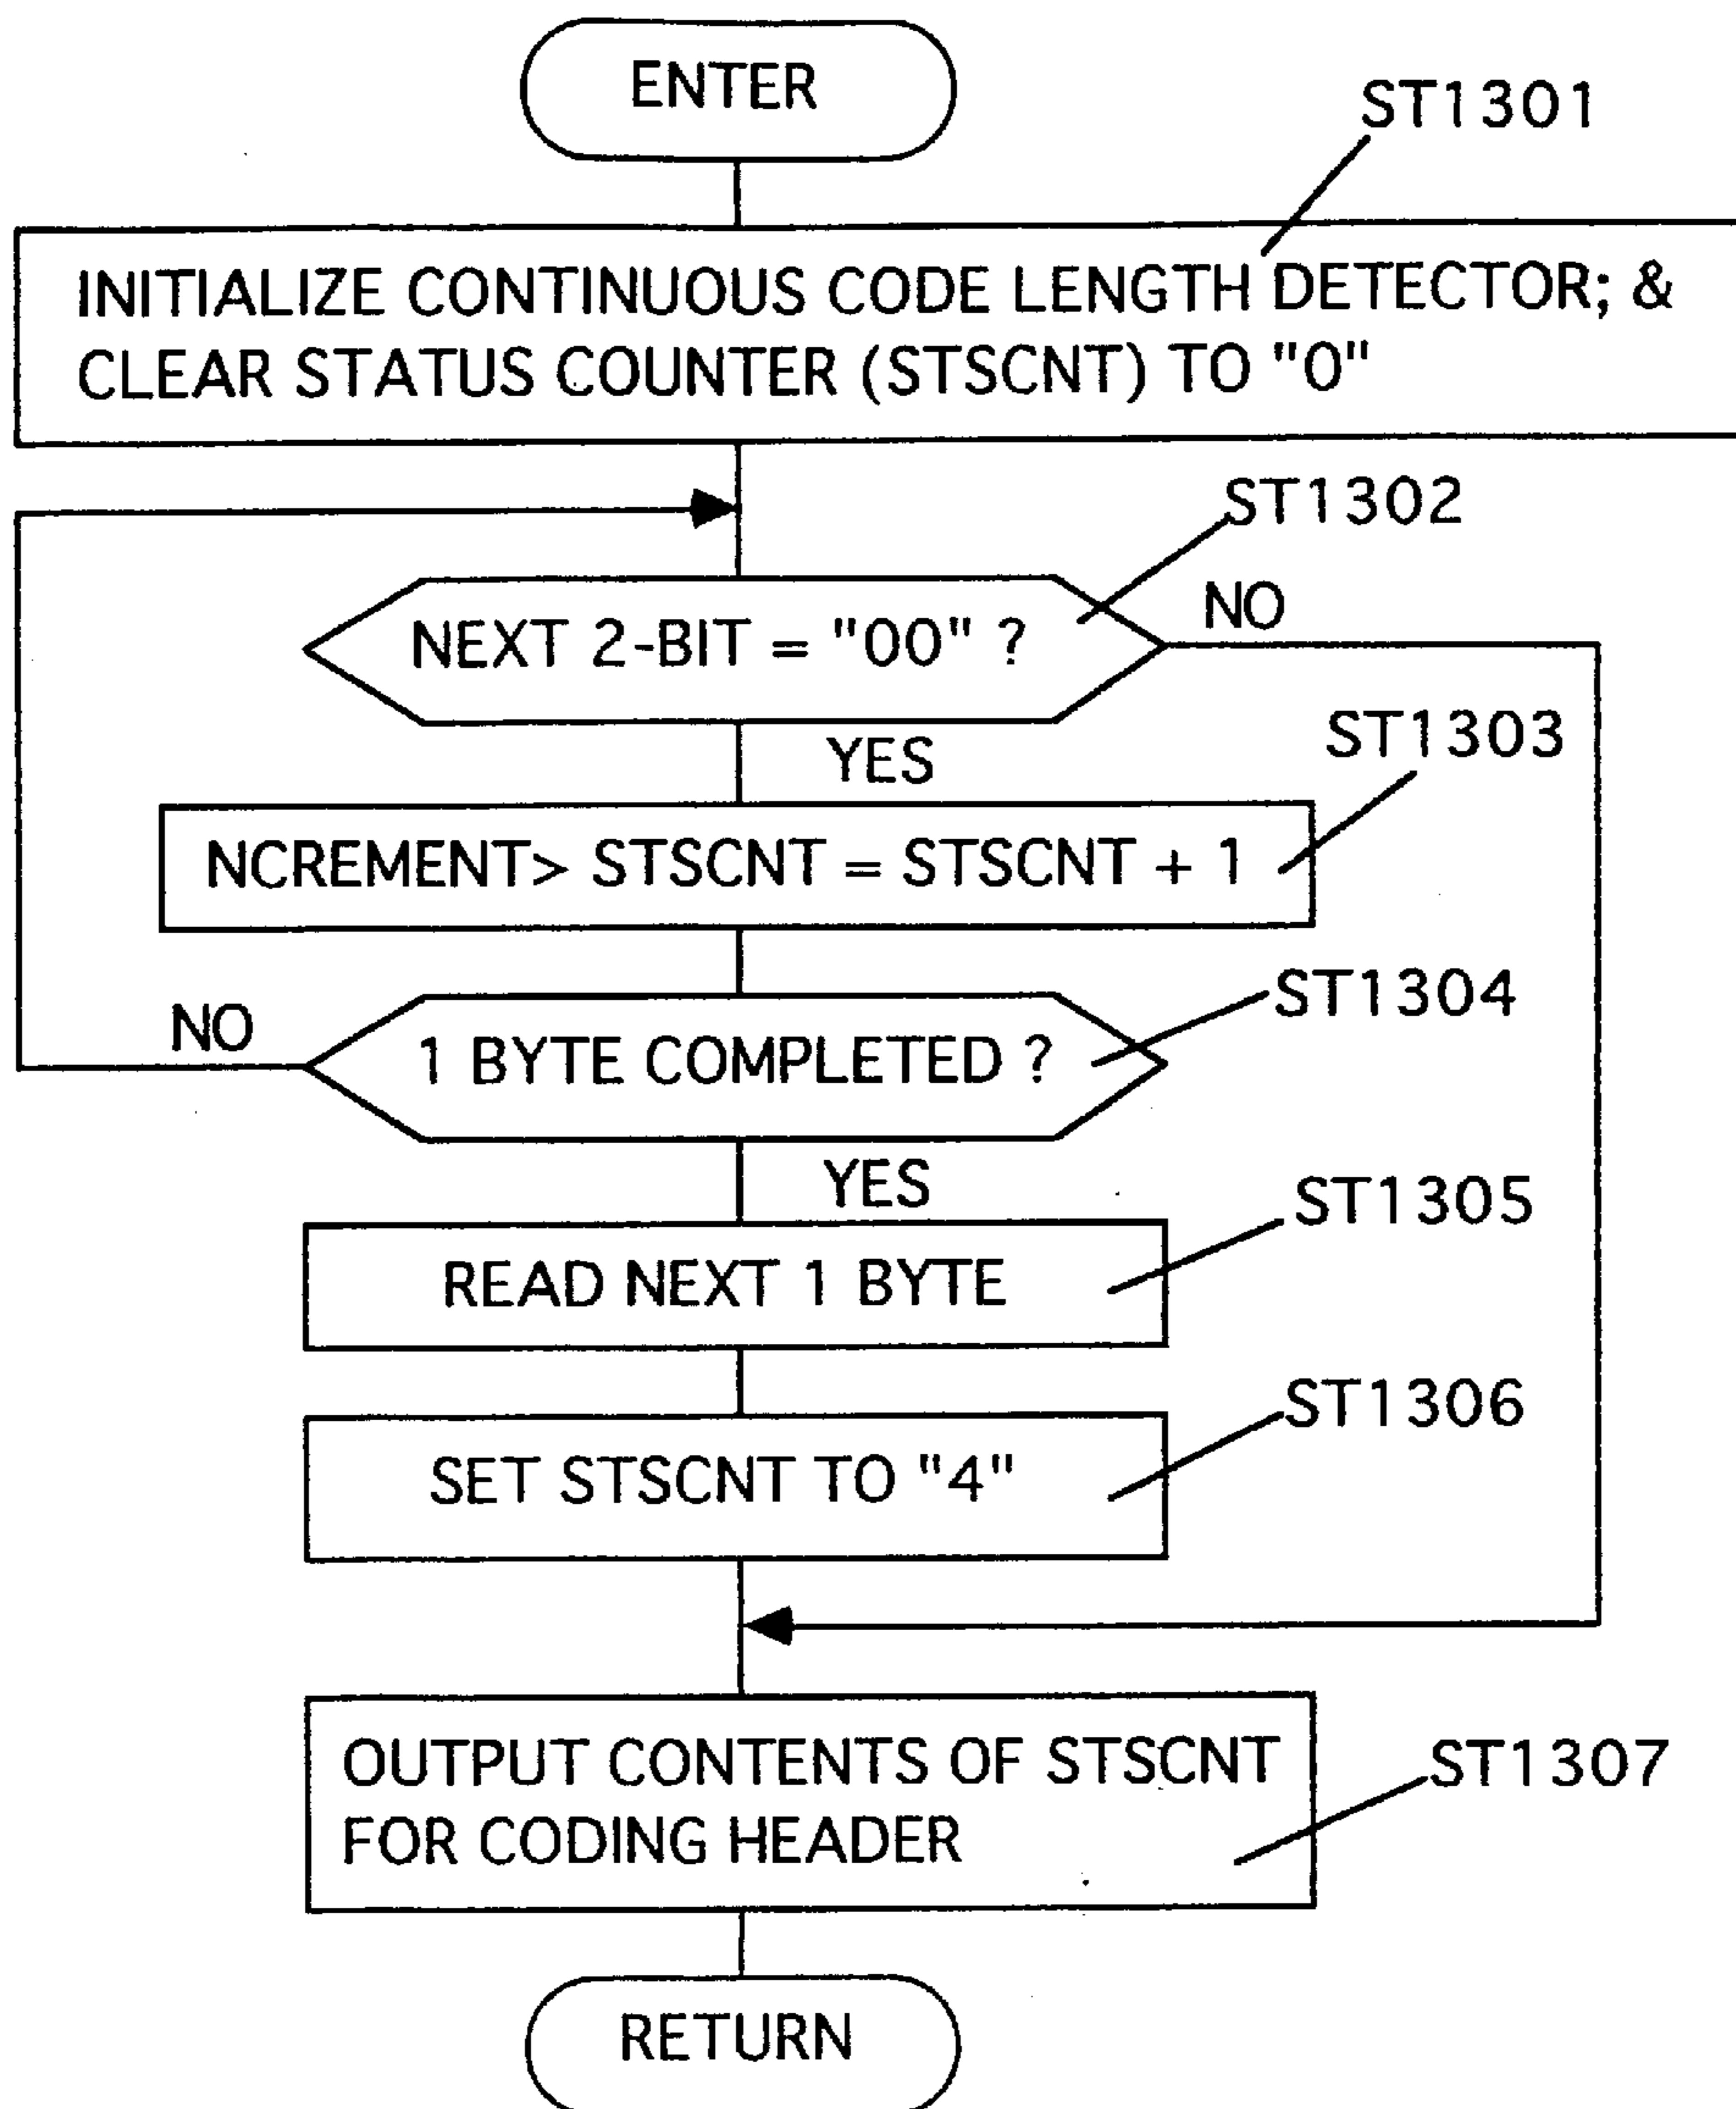 ENTER
ST1301
INITIALIZE CONTINUOUS CODE LENGTH DETECTOR; &
CLEAR STATUS COUNTER (STSCNT) TO "0"
ST1302
NEXT 2-BIT = "00" ?
NO
YES
ST1303
NCREMENT> STSCNT = STSCNT + 1
ST1304
NO
1 BYTE COMPLETED ?
YES
ST1305
READ NEXT 1 BYTE
ST1306
SET STSCNT TO "4"
OUTPUT CONTENTS OF STSCNT
FOR CODING HEADER
ST1307
RETURN